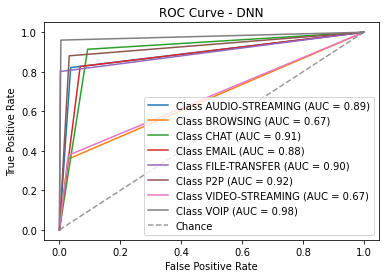 ROC Curve - DNN
True Positive Rate
1.0
0.8
0.6
0.4
0.2
0.0
Class AUDIO-STREAMING (AUC = 0.89)
Class BROWSING (AUC = 0.67)
Class CHAT (AUC = 0.91)
Class EMAIL (AUC = 0.88)
Class FILE-TRANSFER (AUC = 0.90)
Class P2P (AUC = 0.92)
Class VIDEO-STREAMING (AUC = 0.67)
Class VOIP (AUC = 0.98)
Chance
0.0 0.2 0.4 0.6 0.8 1.0
False Positive Rate